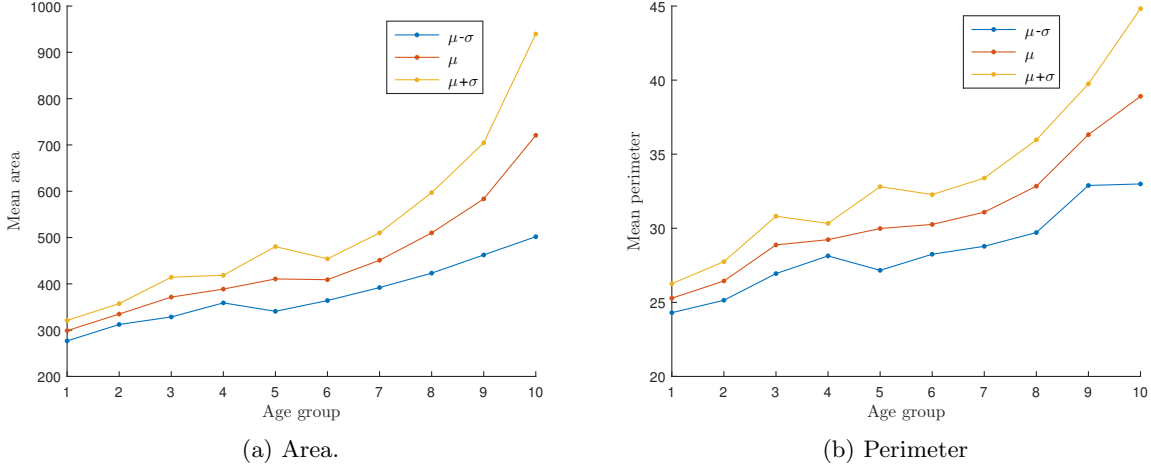 1000
900
800
700
600
500
400
300
200
Mean area
1 2 3 4 5 6 7 8 9 10
Age group
μ-σ
μ
μ+σ
(a) Area.
45
40
35
30
25
20
Mean perimeter
1 2 3 4 5 6 7 8 9 10
Age group
μ-σ
μ
μ+σ
(b) Perimeter